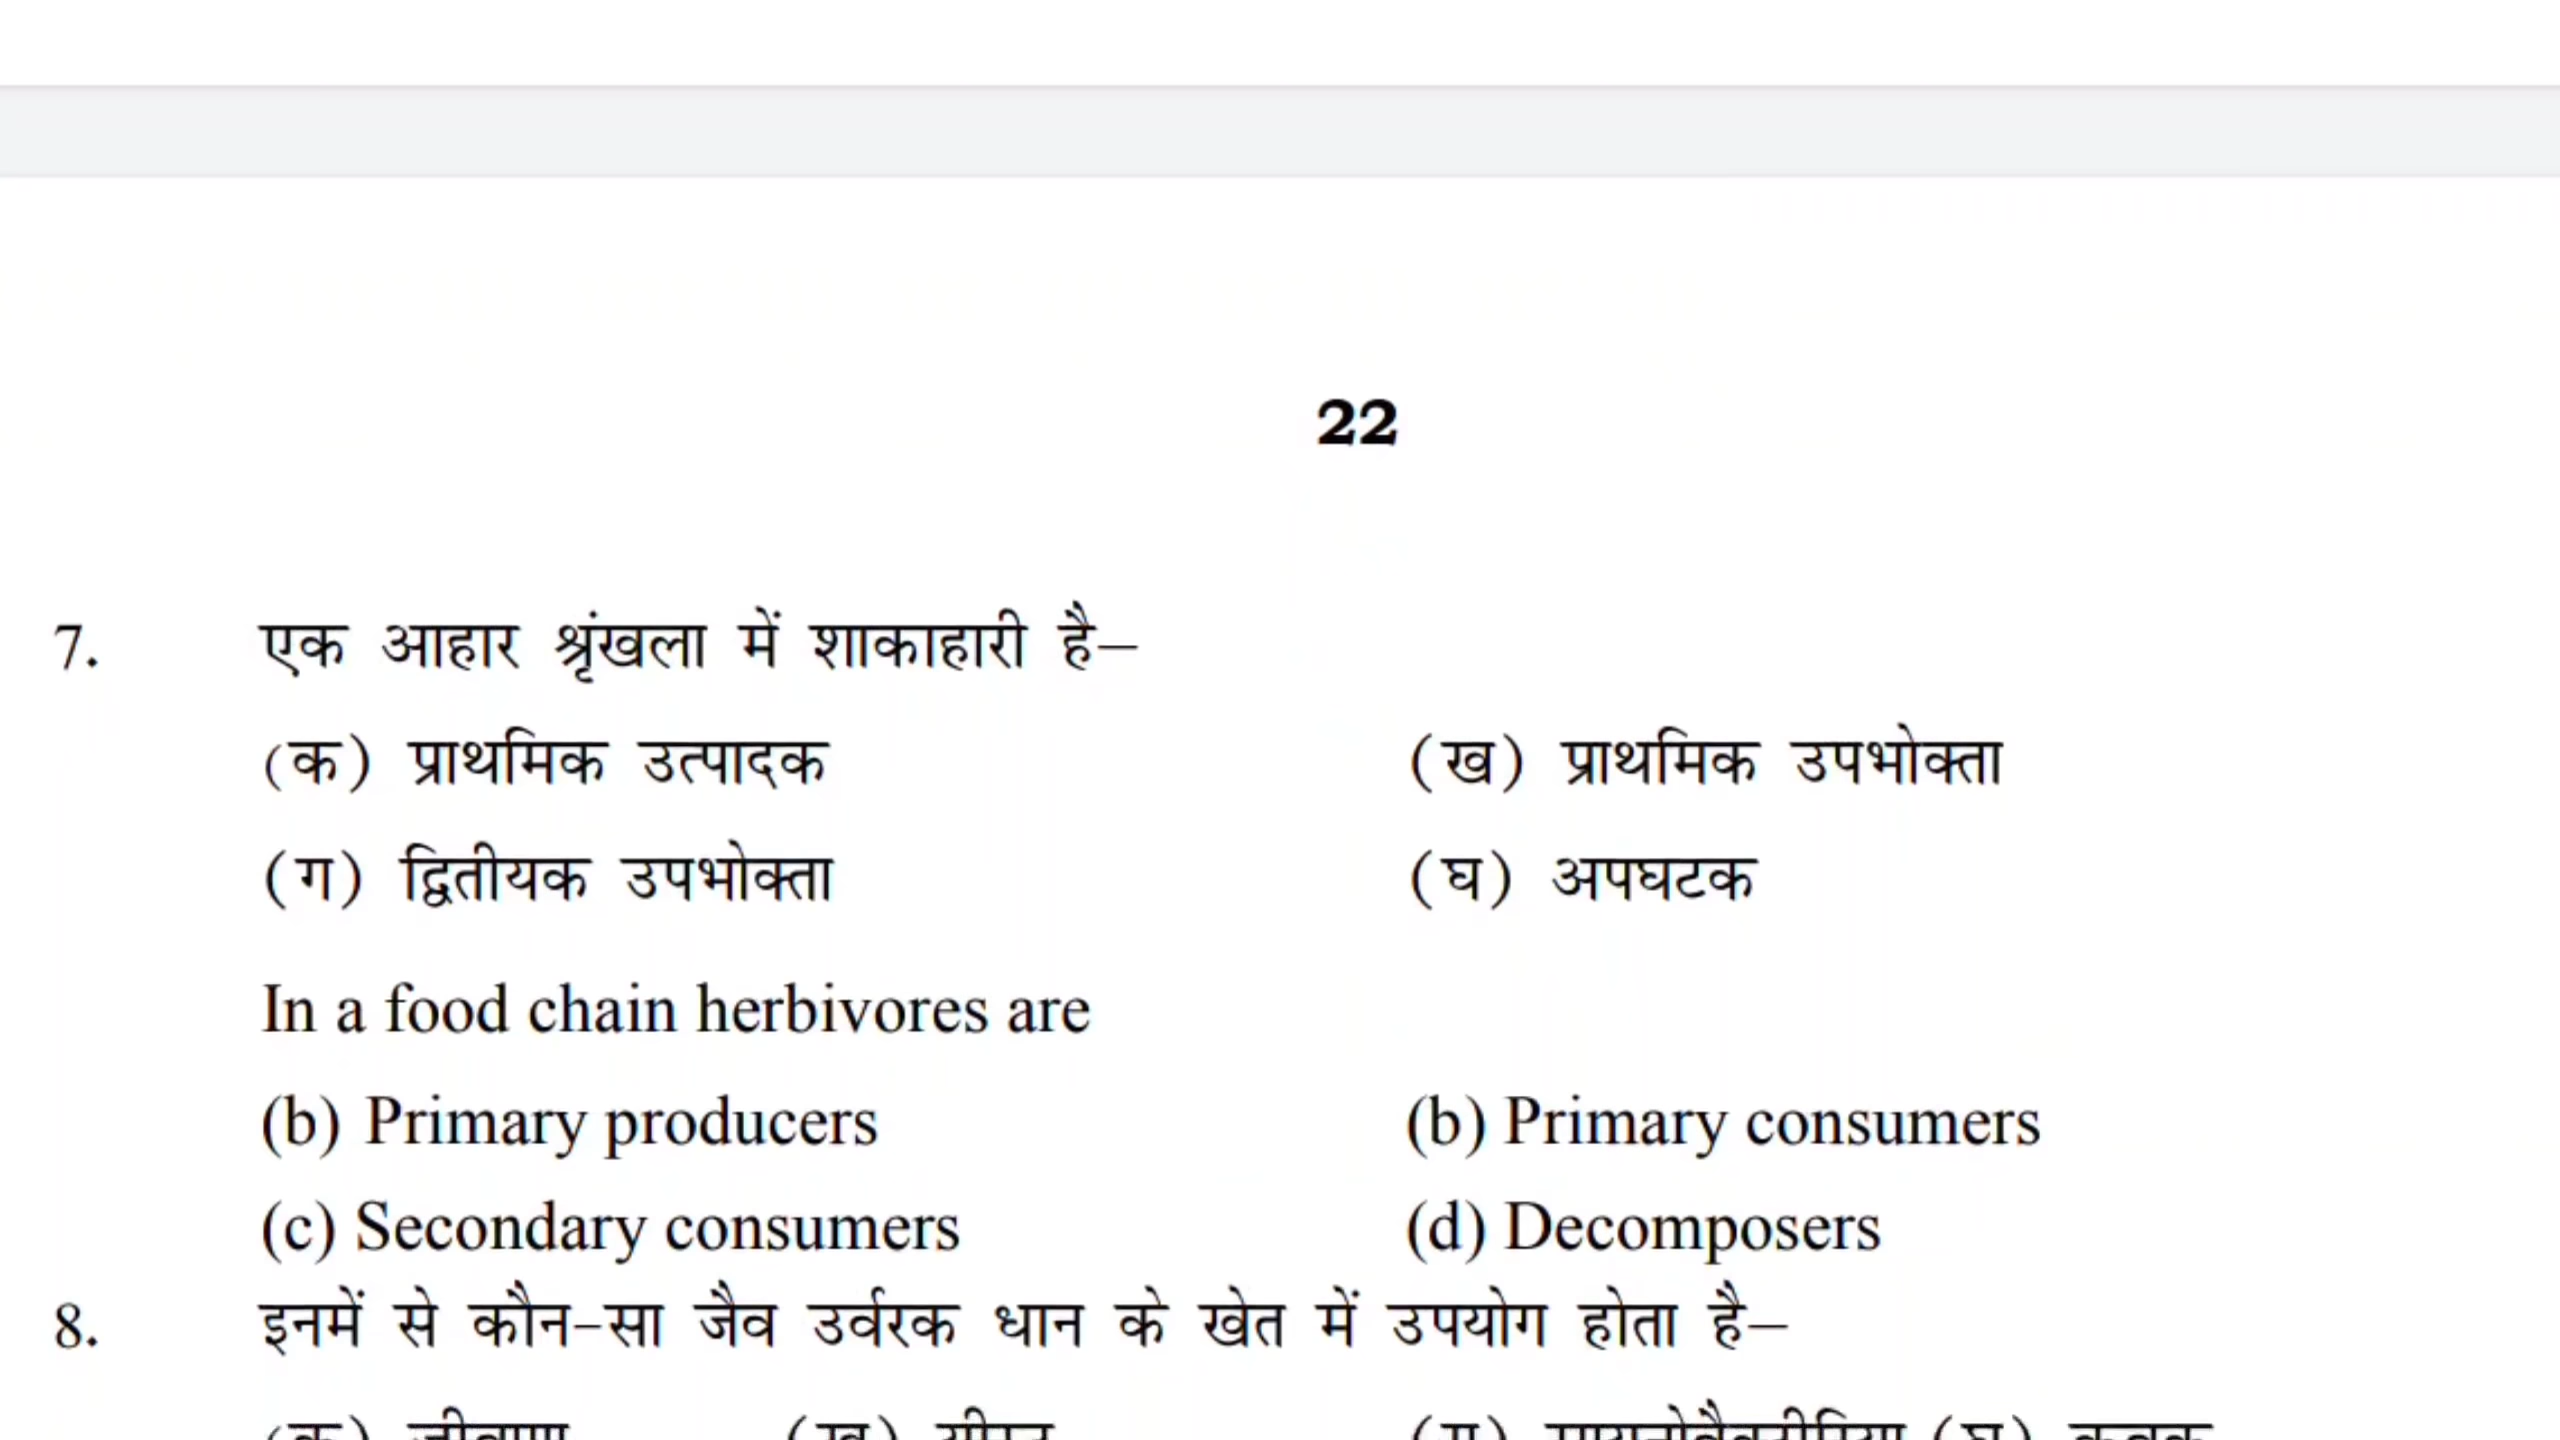 22
7. एक आहार श्रृंखला में शाकाहारी है–
(क) प्राथमिक उत्पादक (ख) प्राथमिक उपभोक्ता
(ग) द्वितीयक उपभोक्ता (घ) अपघटक
In a food chain herbivores are
(b) Primary producers (b) Primary consumers
(c) Secondary consumers (d) Decomposers
8. इनमें से कौन-सा जैव उर्वरक धान के खेत में उपयोग होता है–
(क) (ख) (ग) (घ)